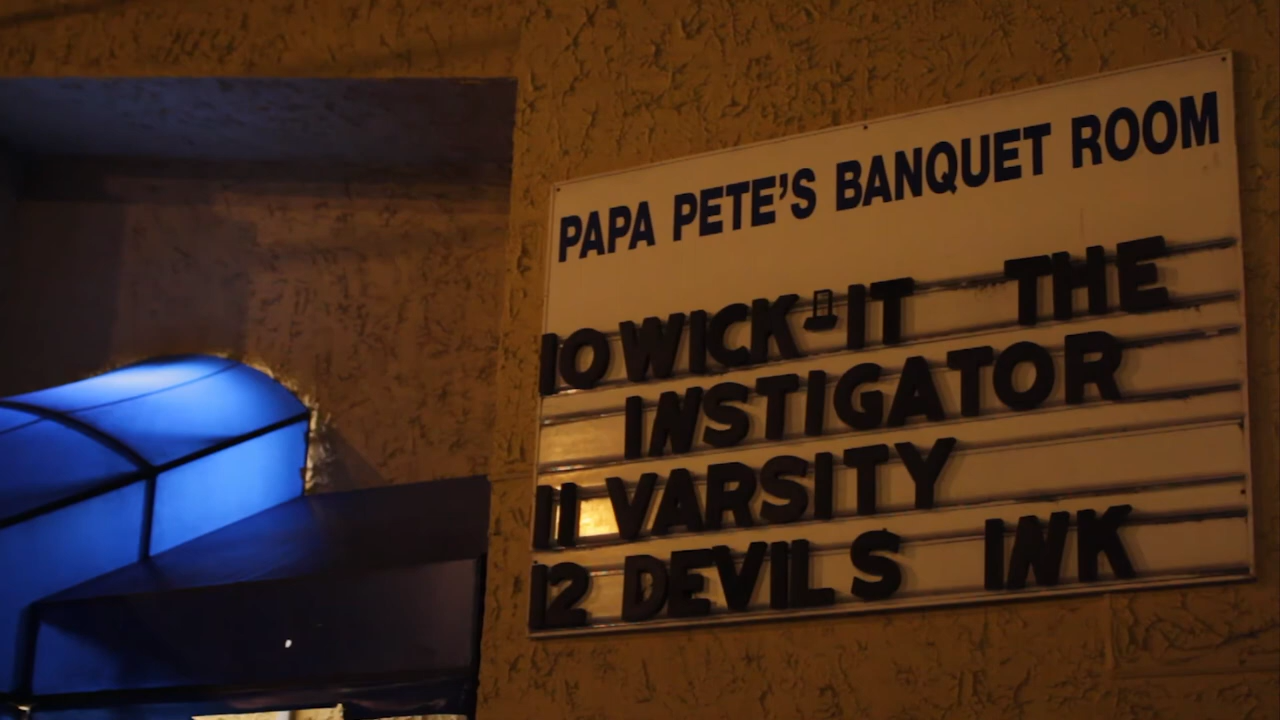 PAPA PETE'S BANQUET ROOM
10 WICK-IT THE
INSTIGATOR
11 VARSITY
12 DEVILS INK